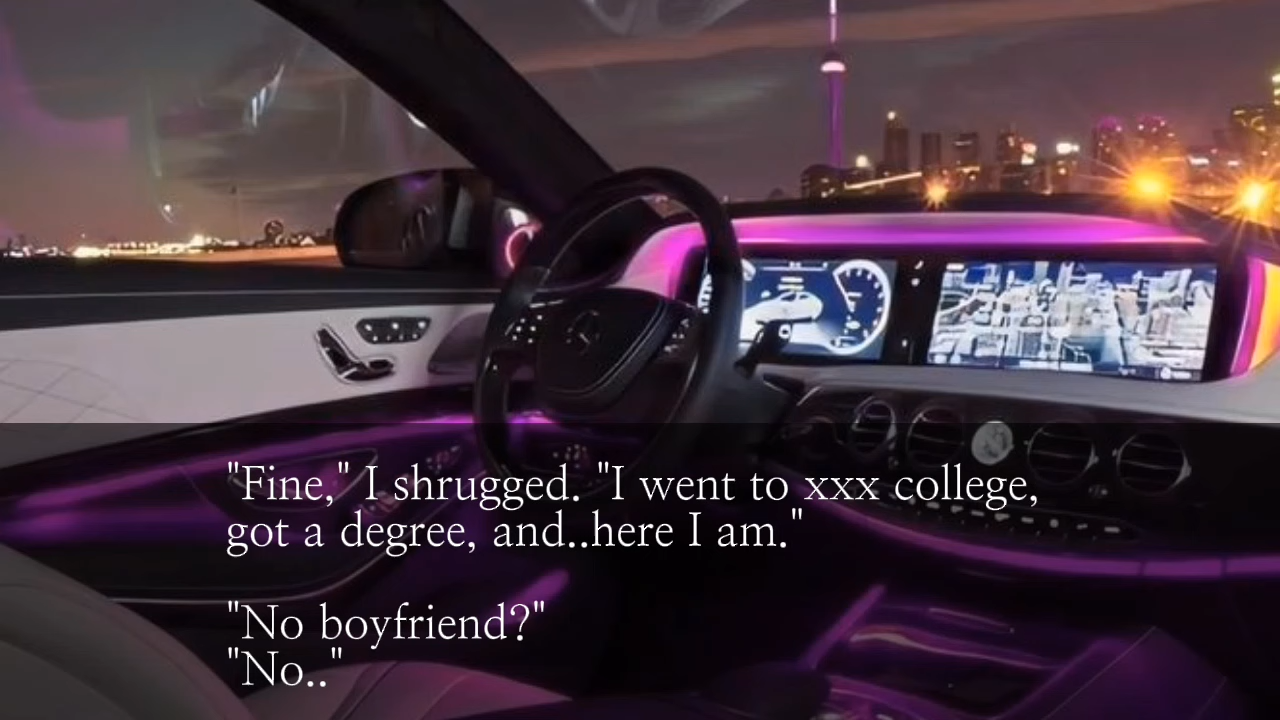 "Fine," I shrugged. "I went to xxx college,
got a degree, and..here I am."
"No boyfriend?"
"No.."